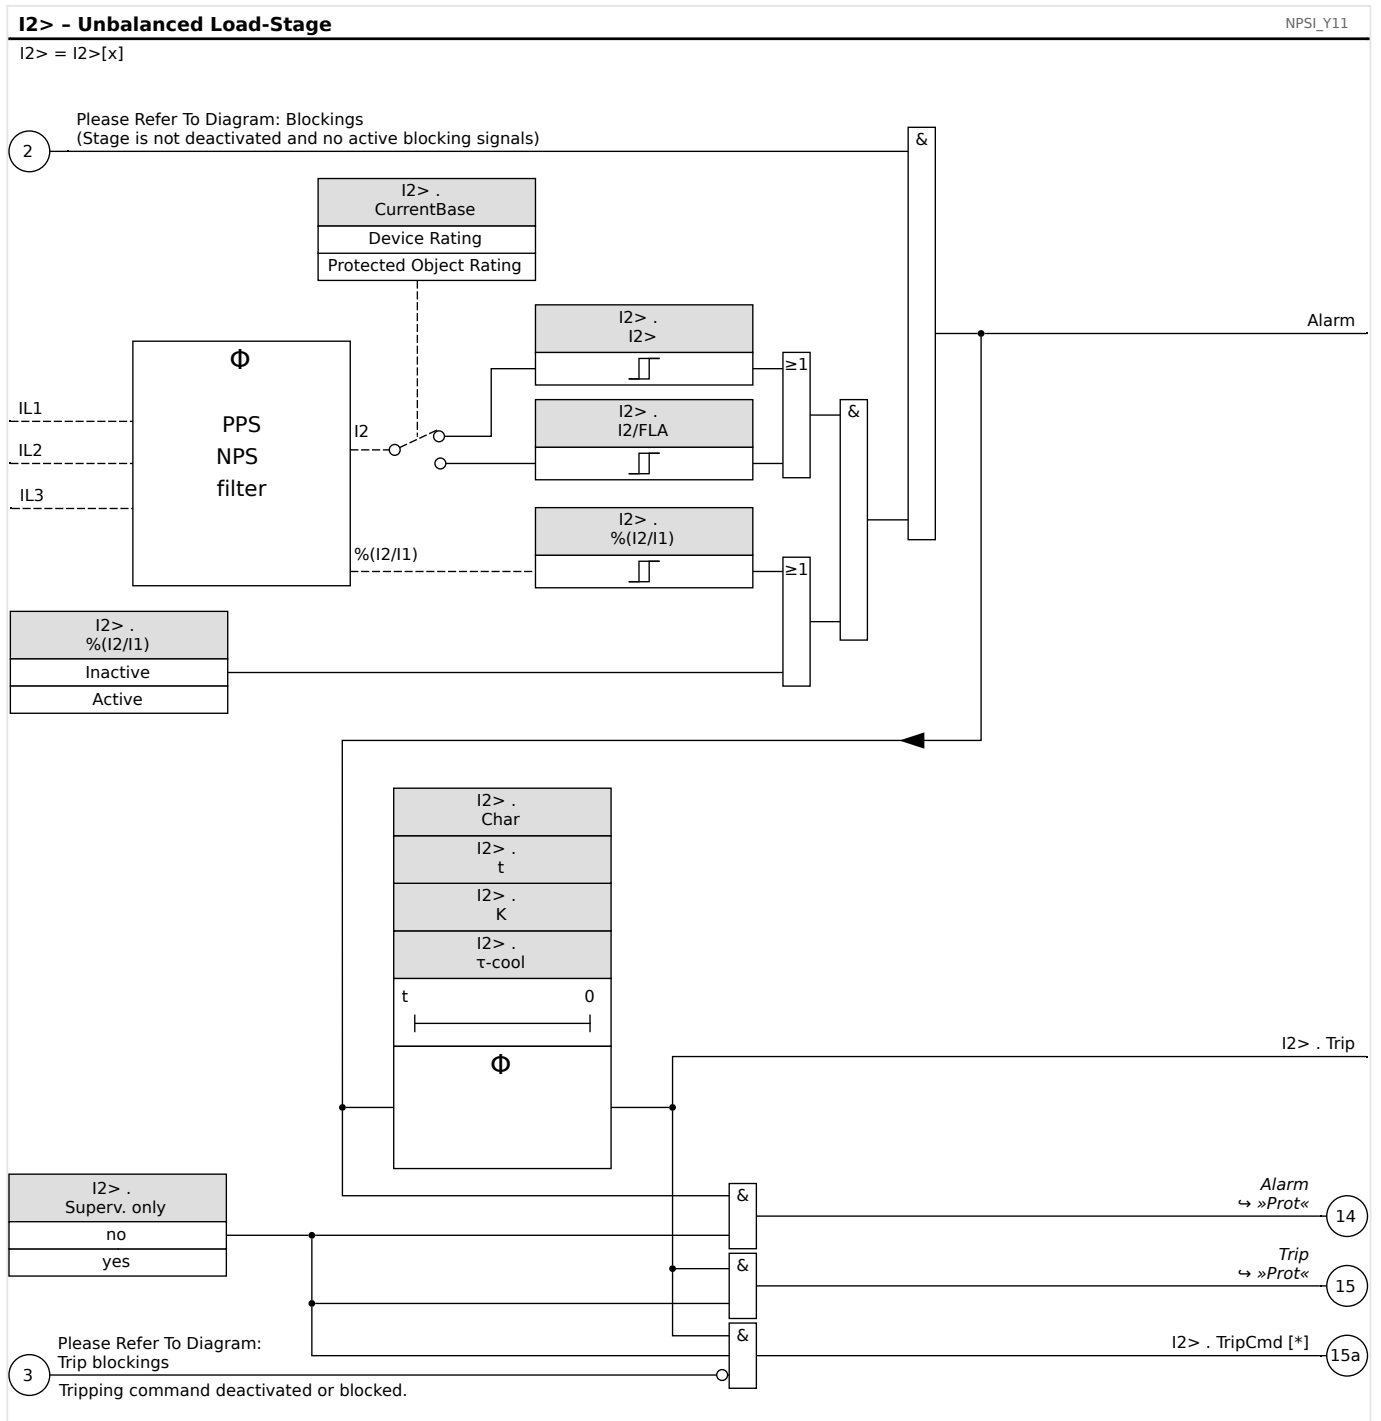 I2> – Unbalanced Load-Stage
NPSI_Y11
I2> = I2>[x]
Please Refer To Diagram: Blockings
(Stage is not deactivated and no active blocking signals)
2
&
I2> .
CurrentBase
Device Rating
Protected Object Rating
I2> .
I2>
≥1
Alarm
Φ
PPS
NPS
filter
IL1
IL2
IL3
I2
I2> .
I2/FLA
&
%(I2/I1)
I2> .
%(I2/I1)
≥1
I2> .
%(I2/I1)
Inactive
Active
I2> .
Char
I2> .
t
I2> .
K
I2> .
τ-cool
t 0
Φ
I2> . Trip
I2> .
Superv. only
no
yes
&
Alarm
↪ »Prot«
14
&
Trip
↪ »Prot«
15
&
I2> . TripCmd [*]
15a
Please Refer To Diagram:
Trip blockings
3
Tripping command deactivated or blocked.